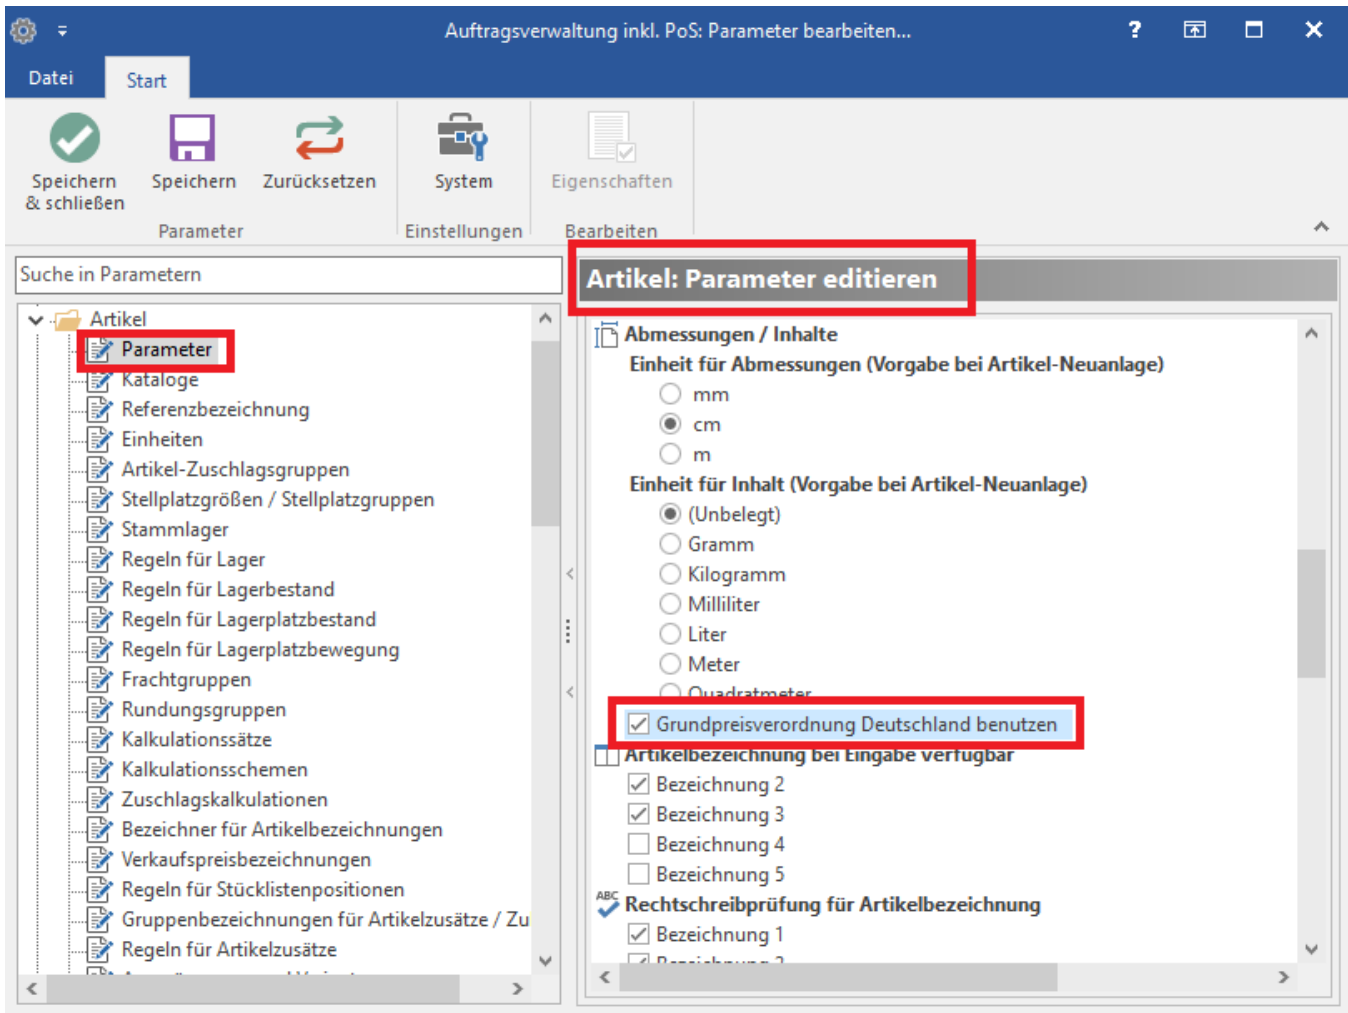 Auftragsverwaltung inkl. PoS: Parameter bearbeiten...
Datei
Start
Speichern
& schließen
Speichern
Zurücksetzen
System
Eigenschaften
Parameter
Einstellungen
Bearbeiten
Suche in Parametern
Artikel
Parameter
Kataloge
Referenzbezeichnung
Einheiten
Artikel-Zuschlagsgruppen
Stellplatzgrößen / Stellplatzgruppen
Stammlager
Regeln für Lager
Regeln für Lagerbestand
Regeln für Lagerplatzbestand
Regeln für Lagerplatzbewegung
Frachtgruppen
Rundungsgruppen
Kalkulationssätze
Kalkulationsschemen
Zuschlagskalkulationen
Bezeichner für Artikelbezeichnungen
Verkaufspreisbezeichnungen
Regeln für Stücklistenpositionen
Gruppenbezeichnungen für Artikelzusätze / Zu
Regeln für Artikelzusätze
Artikel: Parameter editieren
Abmessungen / Inhalte
Einheit für Abmessungen (Vorgabe bei Artikel-Neuanlage)
mm
cm
m
Einheit für Inhalt (Vorgabe bei Artikel-Neuanlage)
(Unbelegt)
Gramm
Kilogramm
Milliliter
Liter
Meter
Quadratmeter
Grundpreisverordnung Deutschland benutzen
Artikelbezeichnung bei Eingabe verfügbar
Bezeichnung 2
Bezeichnung 3
Bezeichnung 4
Bezeichnung 5
ABC
Rechtschreibprüfung für Artikelbezeichnung
Bezeichnung 1
Bezeichnung 2